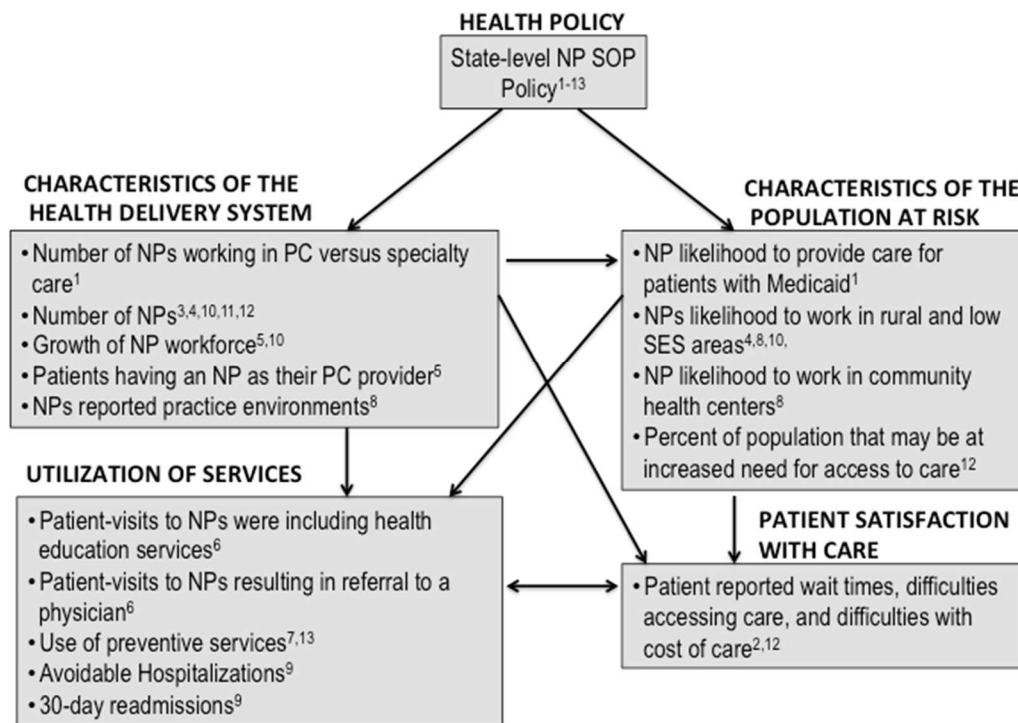 HEALTH POLICY
State-level NP SOP
Policy1-13
CHARACTERISTICS OF THE
HEALTH DELIVERY SYSTEM
• Number of NPs working in PC versus specialty
care1
• Number of NPs3,4,10,11,12
• Growth of NP workforce5,10
• Patients having an NP as their PC provider5
• NPs reported practice environments8
CHARACTERISTICS OF THE
POPULATION AT RISK
• NP likelihood to provide care for
patients with Medicaid1
• NPs likelihood to work in rural and low
SES areas4,8,10,
• NP likelihood to work in community
health centers8
• Percent of population that may be at
increased need for access to care12
UTILIZATION OF SERVICES
• Patient-visits to NPs were including health
education services6
• Patient-visits to NPs resulting in referral to a
physician6
• Use of preventive services7,13
• Avoidable Hospitalizations9
• 30-day readmissions9
PATIENT SATISFACTION
WITH CARE
• Patient reported wait times, difficulties
accessing care, and difficulties with
cost of care2,12